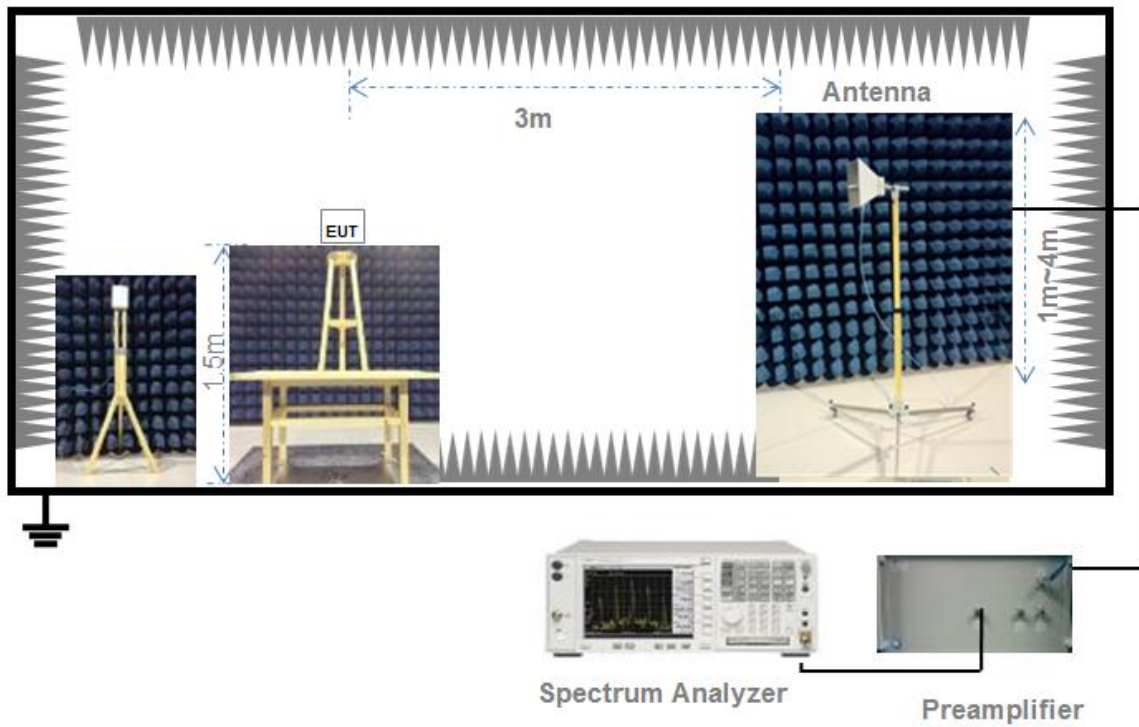 Antenna
3m
EUT
1.5m
1m~4m
Spectrum Analyzer
Preamplifier